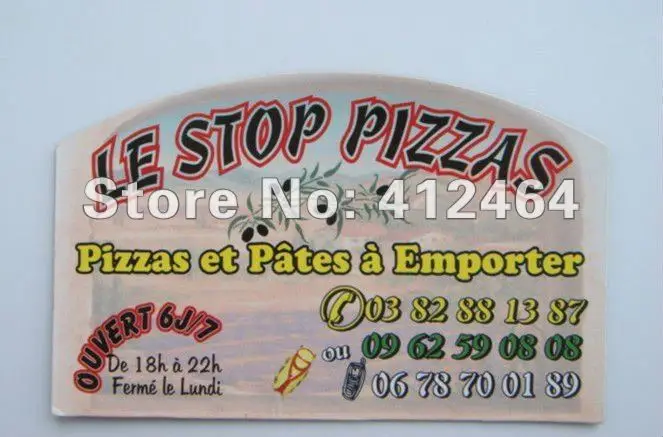 LE STOP PIZZAS
Store No: 412464
Pizzas et Pâtes à Emporter
OUVERT 6J/7
De 18h à 22h
Fermé le Lundi
03 82 88 13 87
ou 09 62 59 08 08
06 78 70 01 89